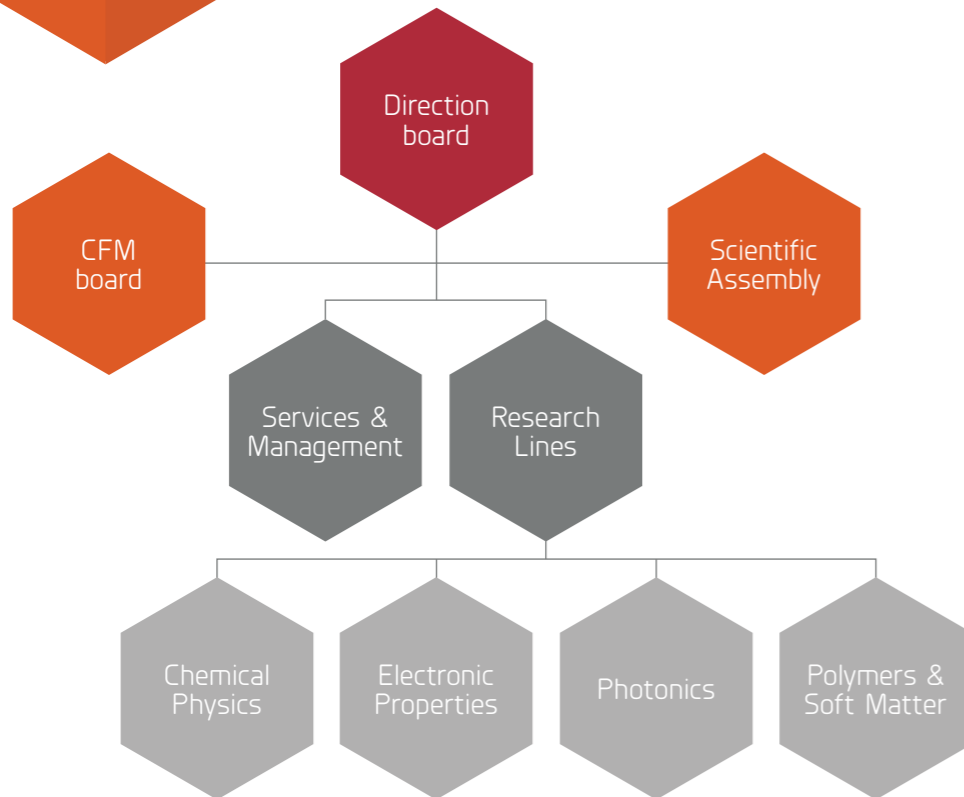 Direction
board
CFM
board
Scientific
Assembly
Services &
Management
Research
Lines
Chemical
Physics
Electronic
Properties
Photonics
Polymers &
Soft Matter